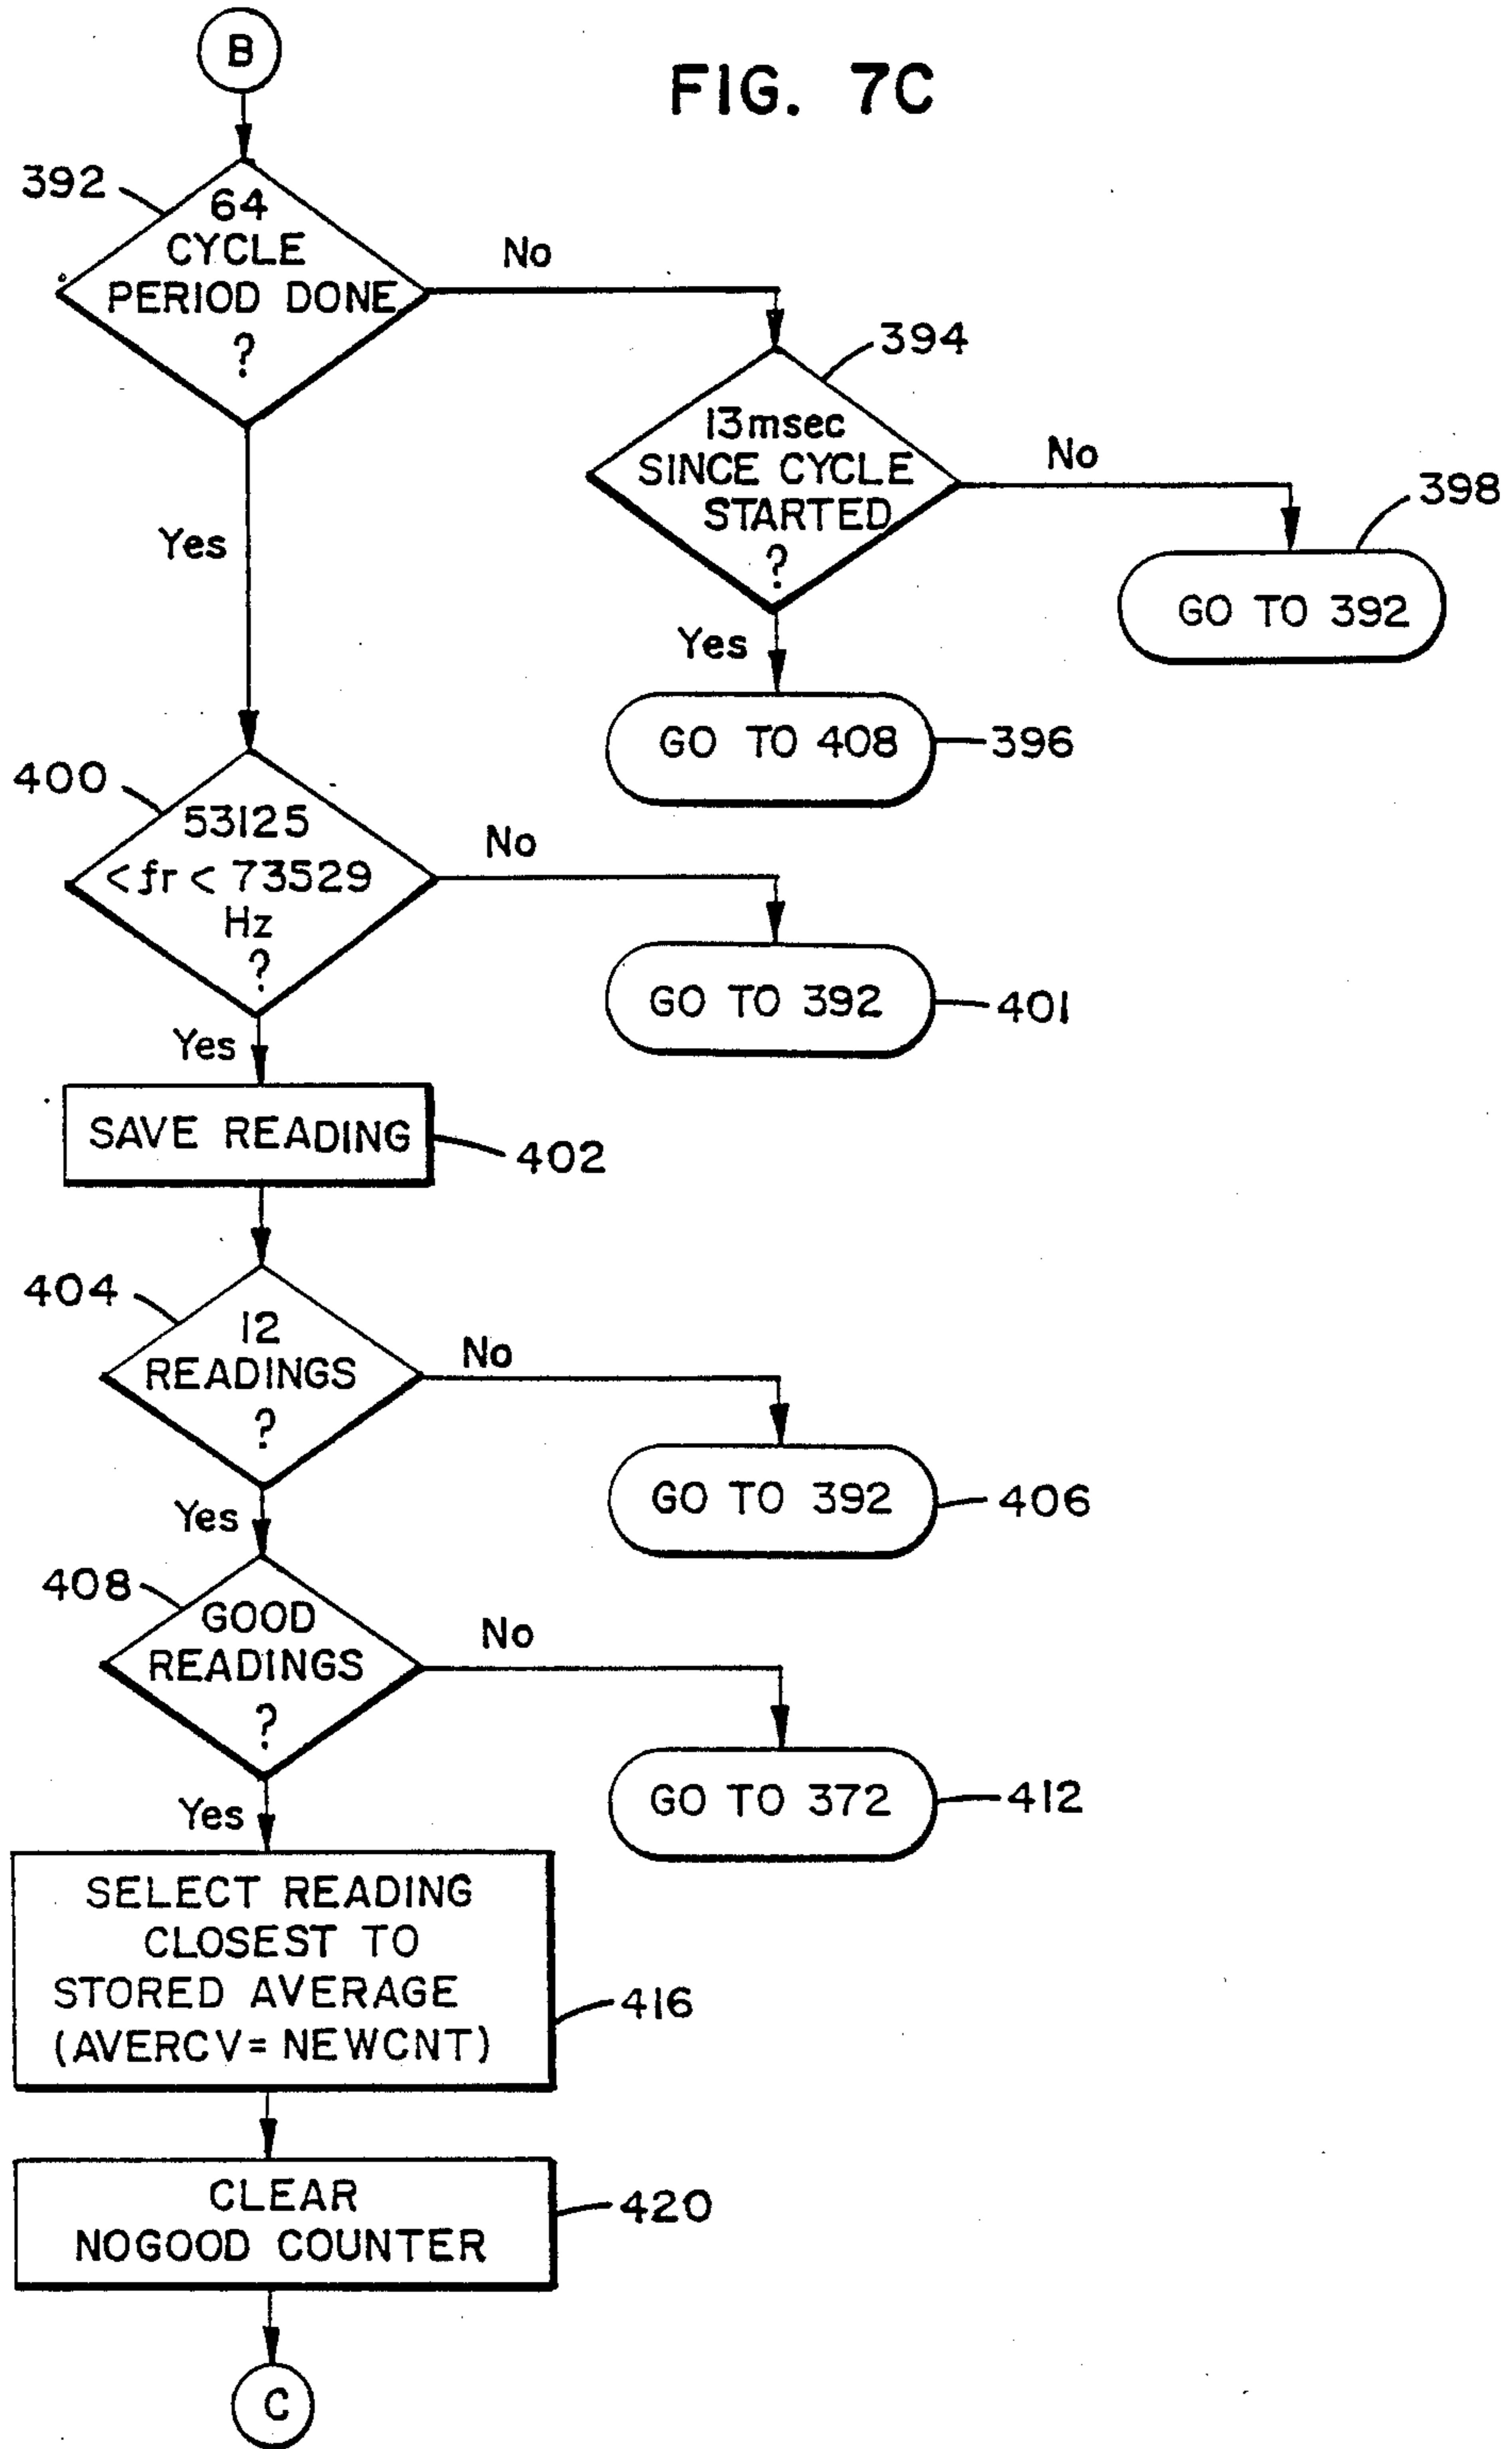 B
FIG. 7C
392
64
CYCLE
PERIOD DONE
?
No
394
13msec
SINCE CYCLE
STARTED
?
No
398
GO TO 392
Yes
Yes
GO TO 408
396
400
53125
<fr< 73529
Hz
?
No
GO TO 392
401
Yes
SAVE READING
402
404
12
READINGS
?
No
GO TO 392
406
Yes
408
GOOD
READINGS
?
No
GO TO 372
412
Yes
SELECT READING
CLOSEST TO
STORED AVERAGE
(AVERCV= NEWCNT)
416
CLEAR
NOGOOD COUNTER
420
C